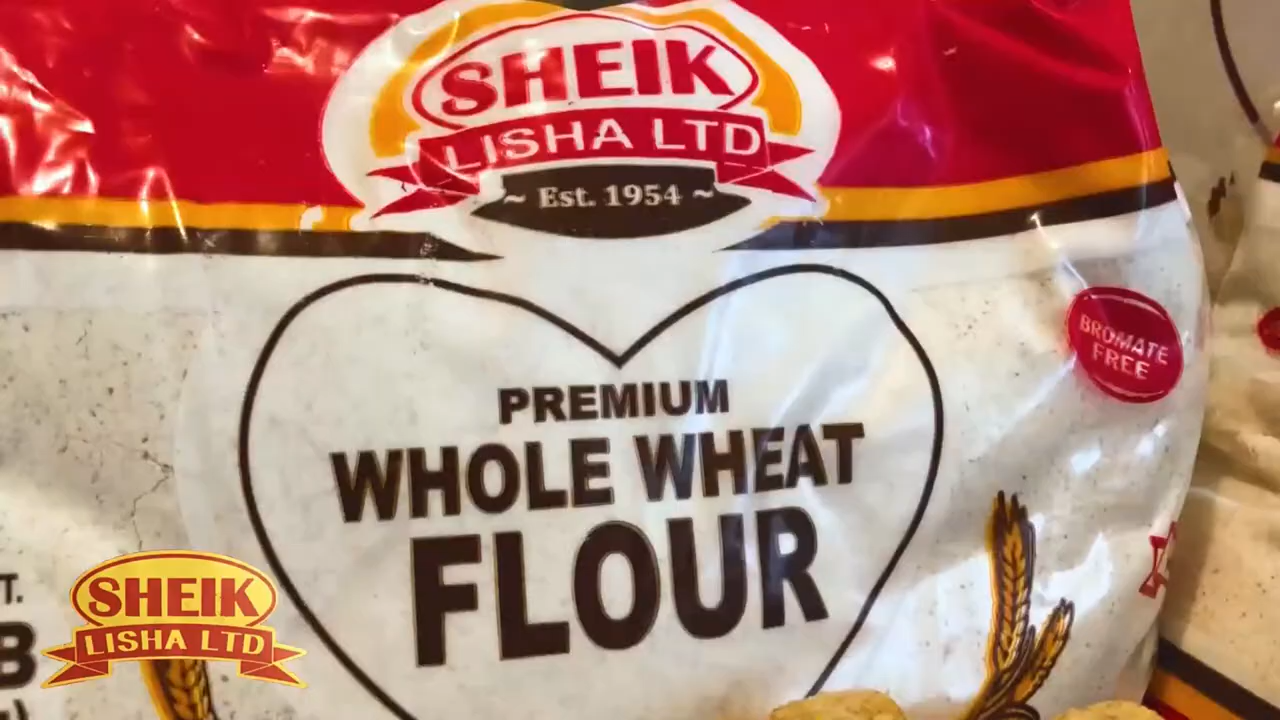 SHEIK
LISHA LTD
~ Est. 1954 ~
BROMATE
FREE
PREMIUM
WHOLE WHEAT
FLOUR
T.
B
SHEIK
LISHA LTD